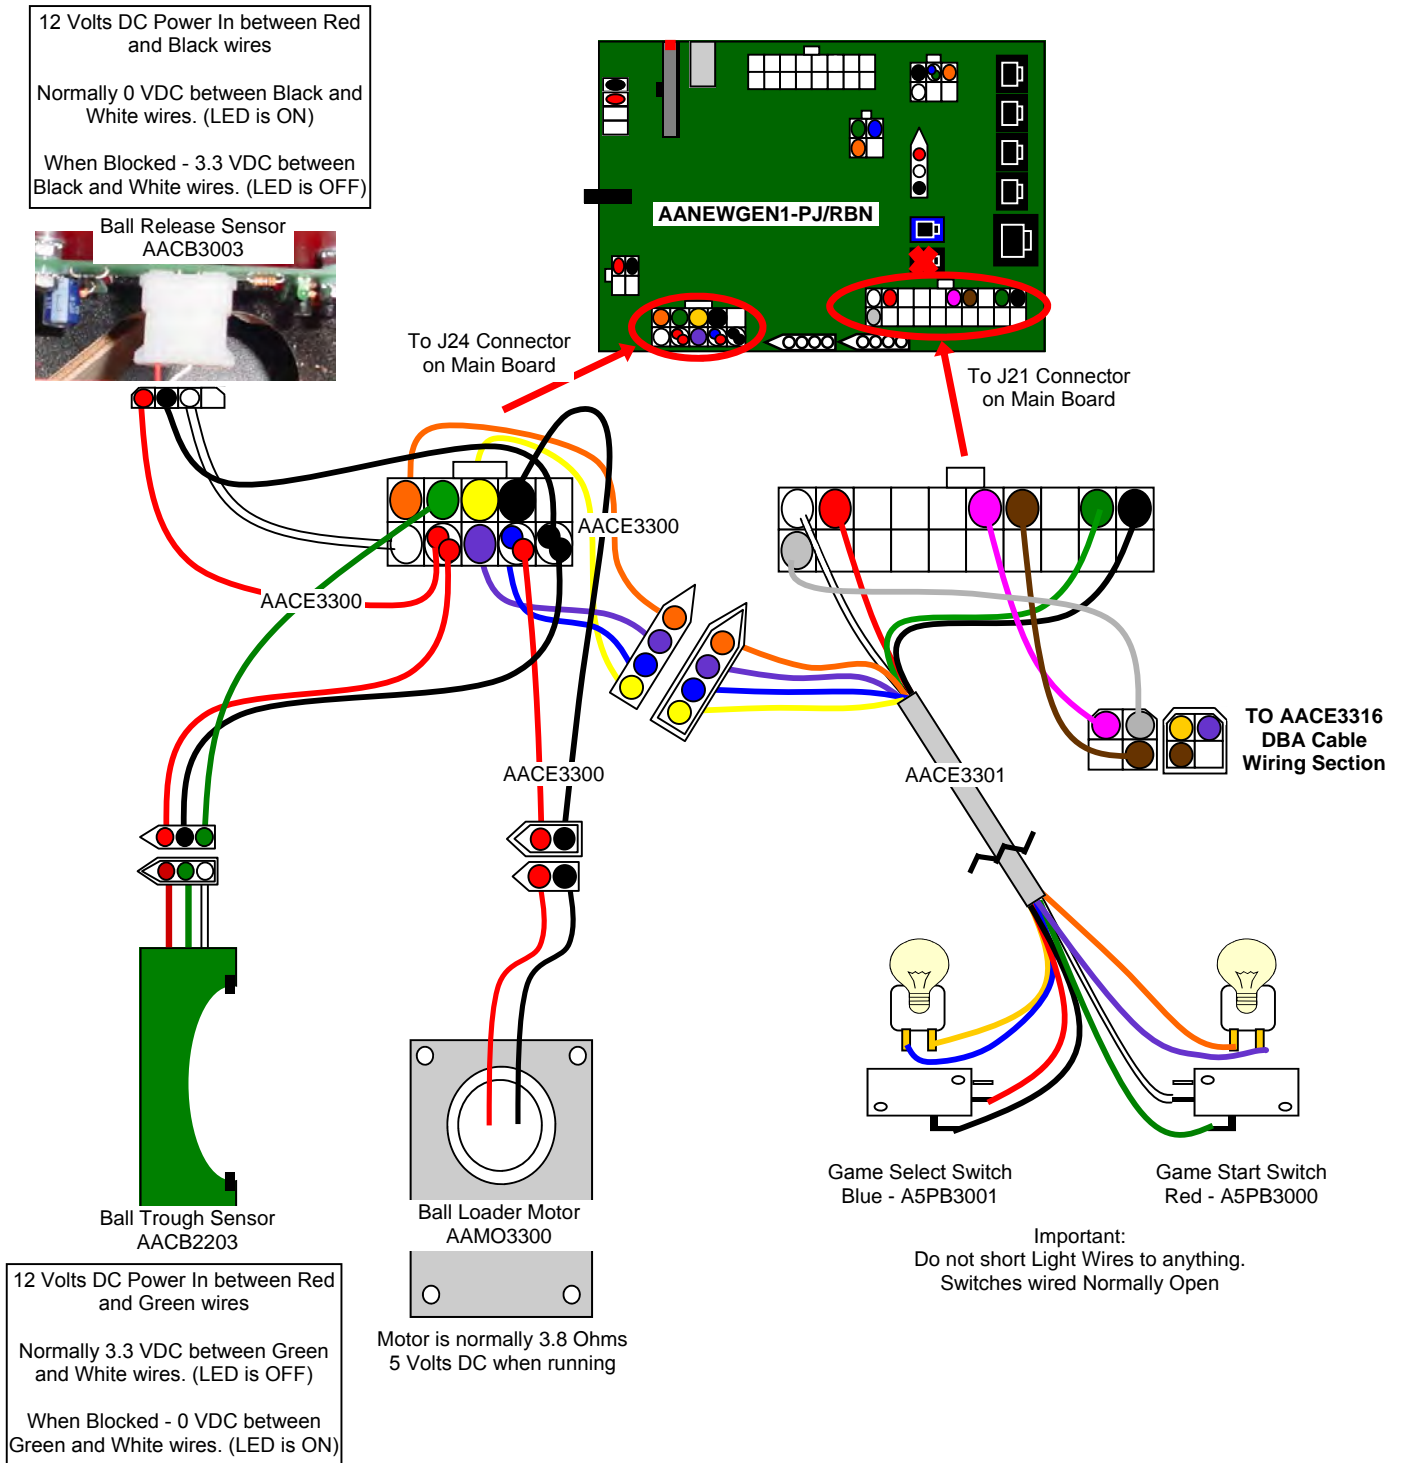 12 Volts DC Power In between Red
and Black wires
Normally 0 VDC between Black and
White wires. (LED is ON)
When Blocked - 3.3 VDC between
Black and White wires. (LED is OFF)
Ball Release Sensor
AACB3003
AANEWGEN1-PJ/RBN
To J24 Connector
on Main Board
To J21 Connector
on Main Board
AACE3300
AACE3300
AACE3300
AACE3301
TO AACE3316
DBA Cable
Wiring Section
Ball Trough Sensor
AACB2203
12 Volts DC Power In between Red
and Green wires
Normally 3.3 VDC between Green
and White wires. (LED is OFF)
When Blocked - 0 VDC between
Green and White wires. (LED is ON)
Ball Loader Motor
AAMO3300
Motor is normally 3.8 Ohms
5 Volts DC when running
Game Select Switch
Blue - A5PB3001
Game Start Switch
Red - A5PB3000
Important:
Do not short Light Wires to anything.
Switches wired Normally Open